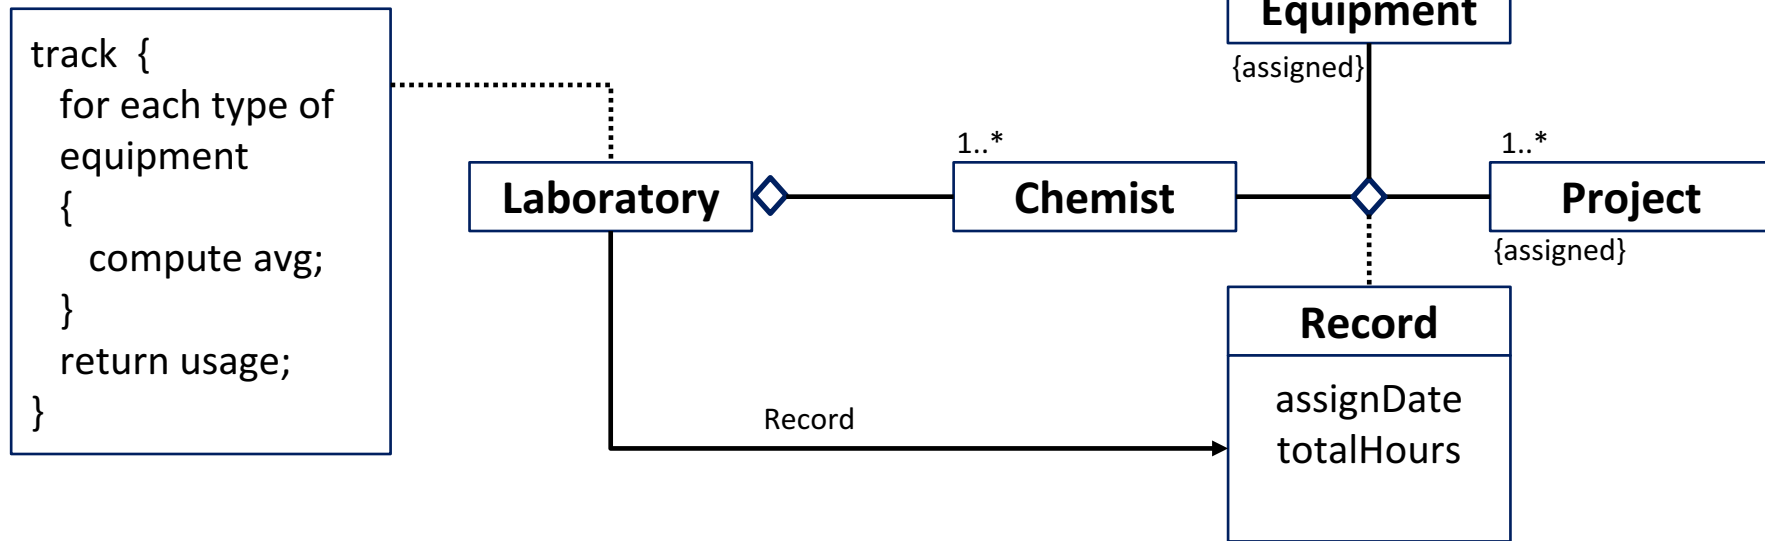 track {
for each type of
equipment
{
compute avg;
}
return usage;
}
Equipment
{assigned}
1..*
1..*
Laboratory
Chemist
Project
{assigned}
Record
assignDate
totalHours
Record